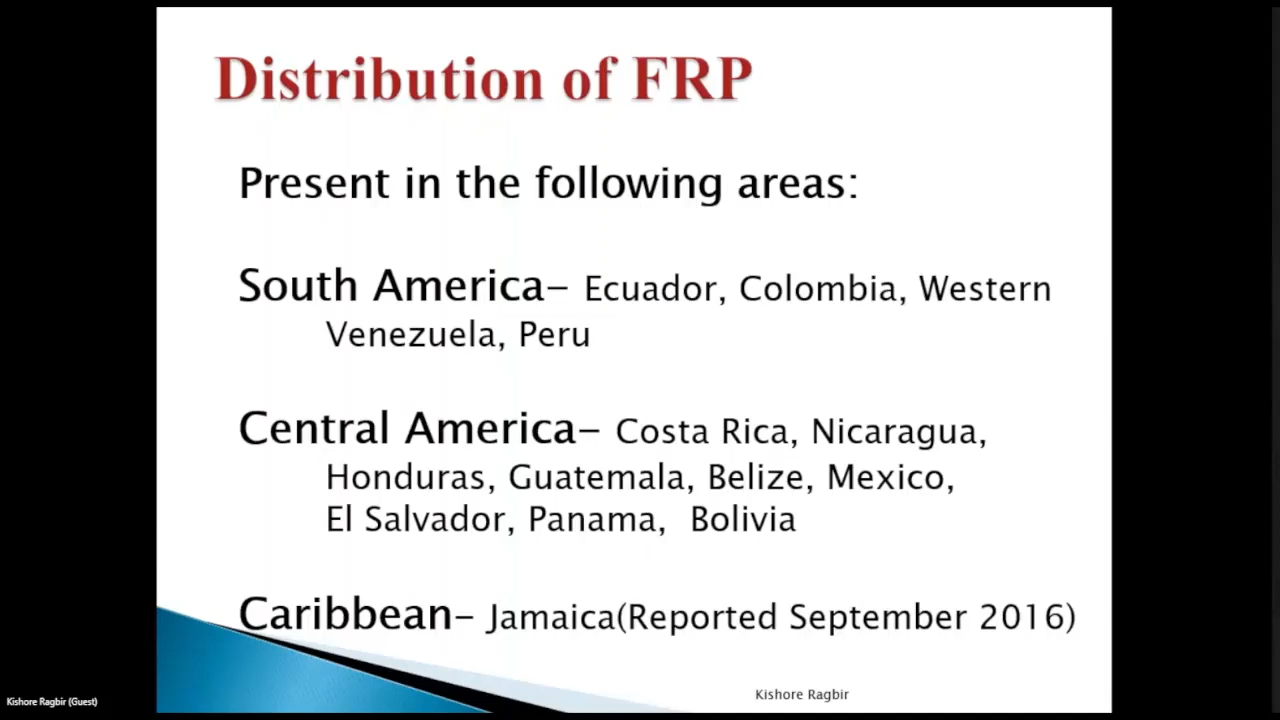 Distribution of FRP
Present in the following areas:
South America- Ecuador, Colombia, Western
Venezuela, Peru
Central America- Costa Rica, Nicaragua,
Honduras, Guatemala, Belize, Mexico,
El Salvador, Panama, Bolivia
Caribbean- Jamaica(Reported September 2016)
Kishore Ragbir
Kishore Ragbir (Guest)